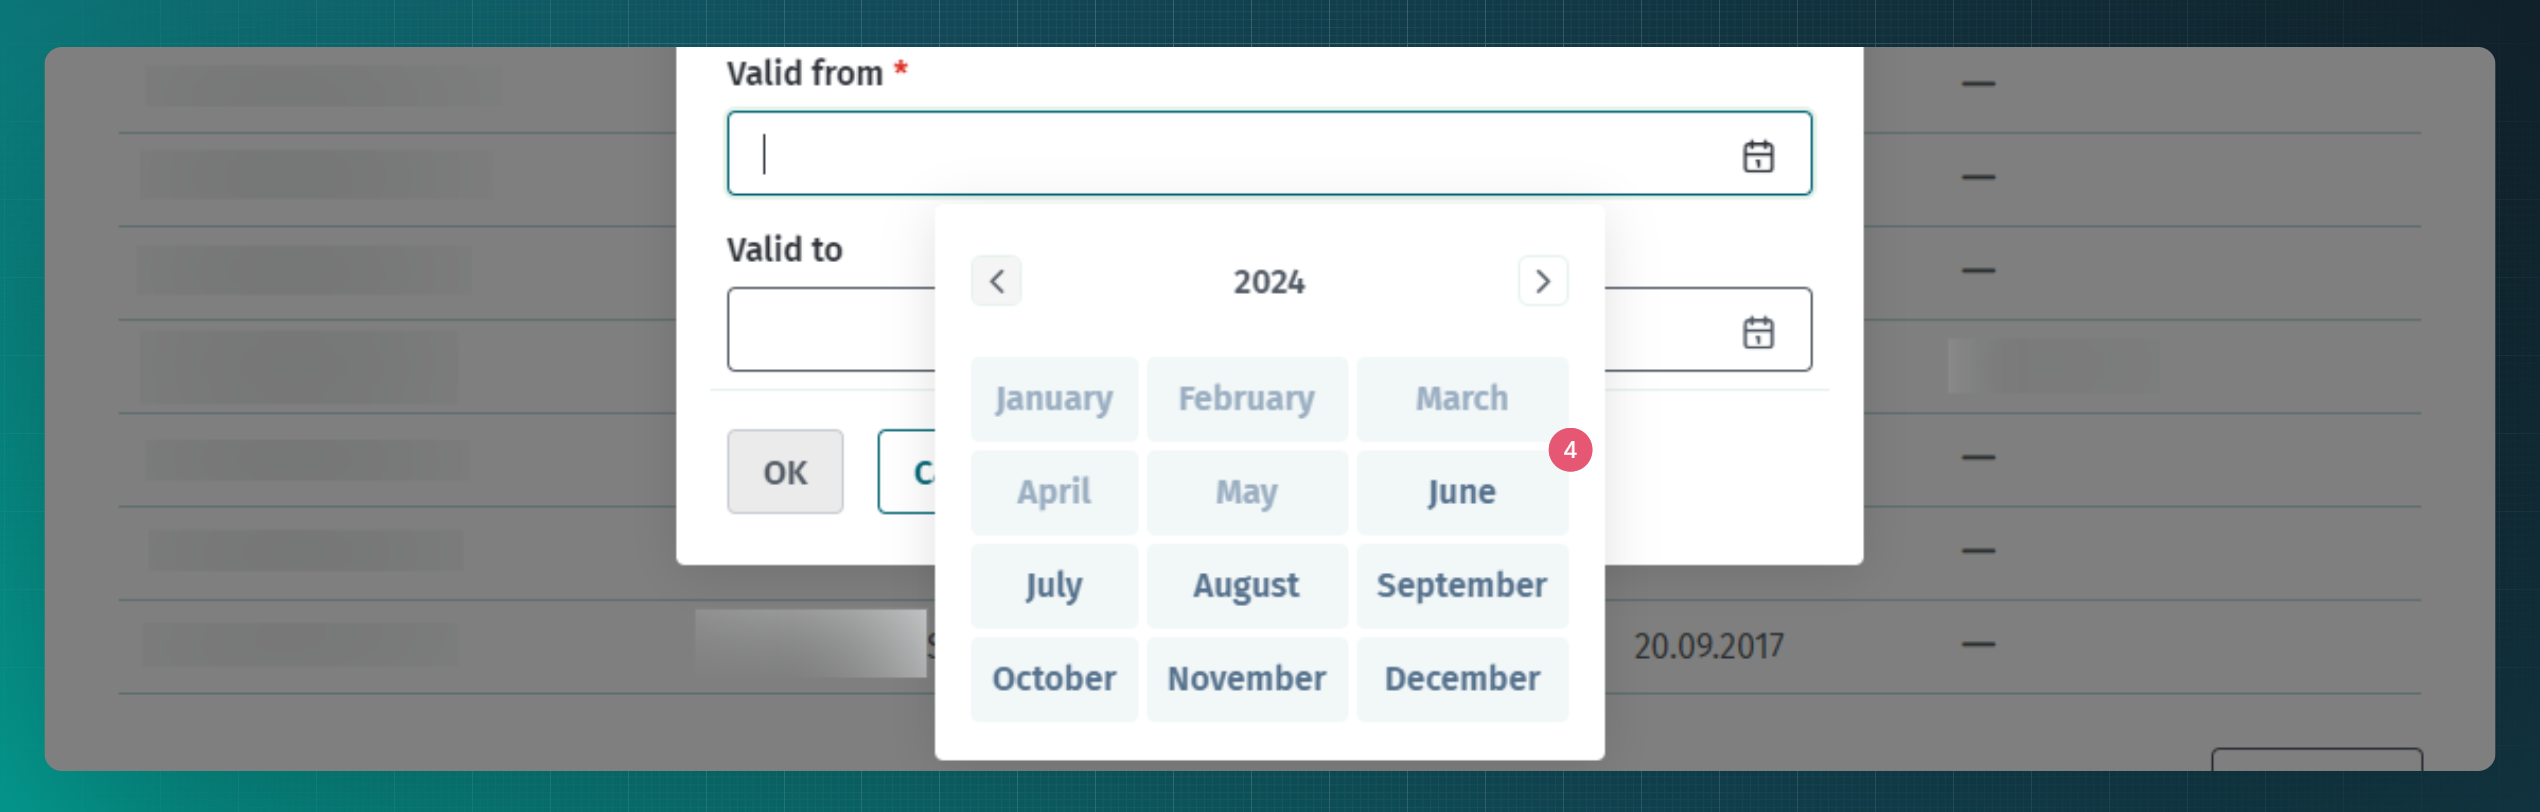 Valid from *
Valid to
2024
January February March
4
April May June
OK
July August September
20.09.2017
October November December